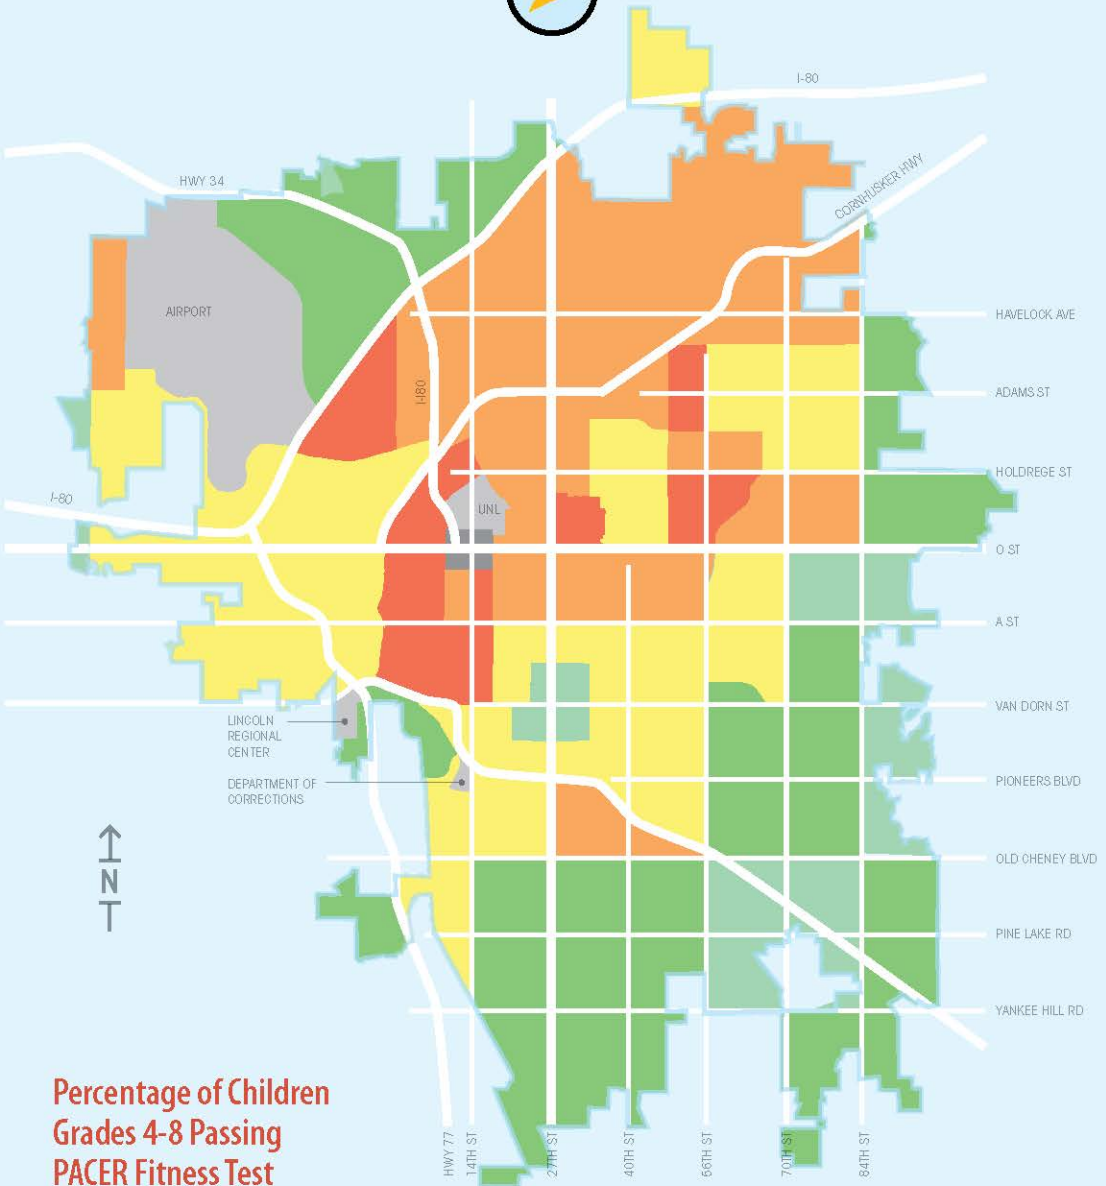 I-80
HWY 34
CORNHUSKER HWY
AIRPORT
HAVELOCK AVE
I-180
ADAMS ST
HOLDREGE ST
I-80
UNL
O ST
A ST
VAN DORN ST
LINCOLN
REGIONAL
CENTER
DEPARTMENT OF
CORRECTIONS
PIONEERS BLVD
OLD CHENEY BLVD
N
PINE LAKE RD
YANKEE HILL RD
Percentage of Children
Grades 4-8 Passing
PACER Fitness Test
HWY 77
14TH ST
27TH ST
40TH ST
56TH ST
70TH ST
84TH ST